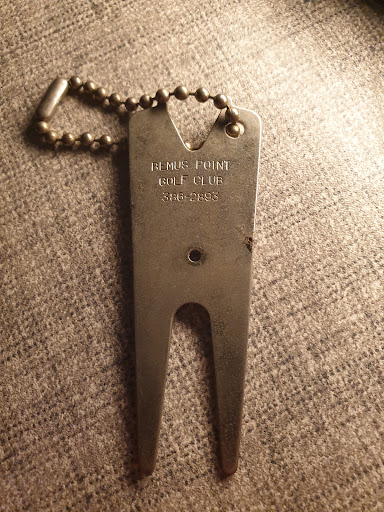 BEMUS POINT
GOLF CLUB
386-2893